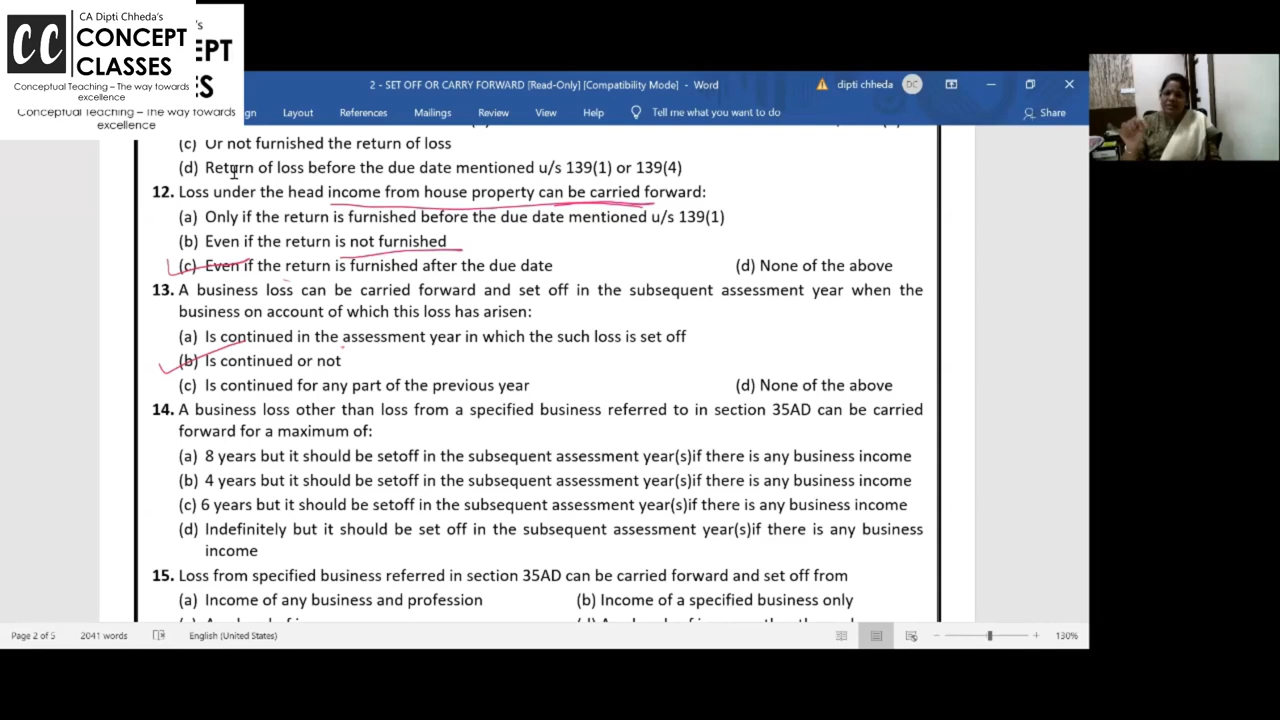 CA Dipti Chheda's
CC
CONCEPT
CLASSES
Conceptual Teaching – The way towards
excellence
's
EPT
S
Conceptual Teaching – The way towards
excellence
2 - SET OFF OR CARRY FORWARD [Read-Only] [Compatibility Mode] - Word
dipti chheda
DC
gn Layout References Mailings Review View Help Tell me what you want to do
Share
(c) Or not furnished the return of loss
(d) Return of loss before the due date mentioned u/s 139(1) or 139(4)
12. Loss under the head income from house property can be carried forward:
(a) Only if the return is furnished before the due date mentioned u/s 139(1)
(b) Even if the return is not furnished
(c) Even if the return is furnished after the due date (d) None of the above
13. A business loss can be carried forward and set off in the subsequent assessment year when the
business on account of which this loss has arisen:
(a) Is continued in the assessment year in which the such loss is set off
(b) Is continued or not
(c) Is continued for any part of the previous year (d) None of the above
14. A business loss other than loss from a specified business referred to in section 35AD can be carried
forward for a maximum of:
(a) 8 years but it should be setoff in the subsequent assessment year(s)if there is any business income
(b) 4 years but it should be setoff in the subsequent assessment year(s)if there is any business income
(c) 6 years but it should be setoff in the subsequent assessment year(s)if there is any business income
(d) Indefinitely but it should be set off in the subsequent assessment year(s)if there is any business
income
15. Loss from specified business referred in section 35AD can be carried forward and set off from
(a) Income of any business and profession (b) Income of a specified business only
Page 2 of 5 2041 words English (United States) 130%